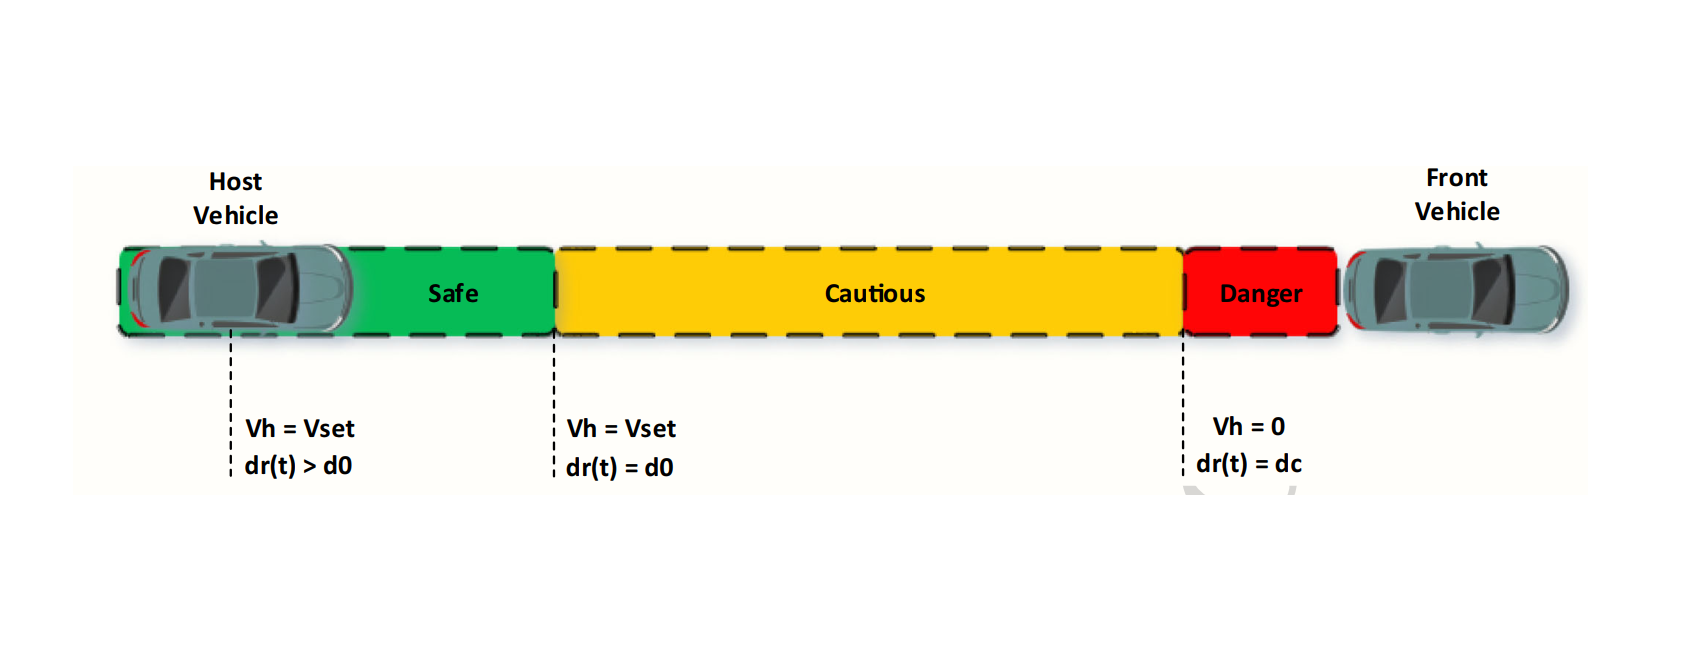 Host
Vehicle
Front
Vehicle
Safe
Cautious
Danger
Vh = Vset
dr(t) > d0
Vh = Vset
dr(t) = d0
Vh = 0
dr(t) = dc